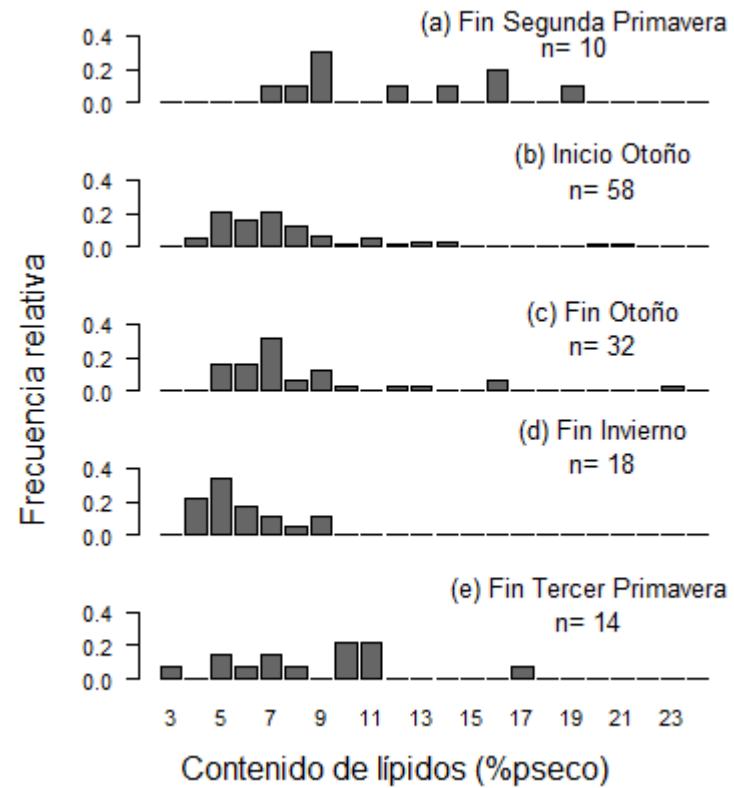 (a) Fin Segunda Primavera
n= 10
0.4
0.2
0.0
(b) Inicio Otoño
n= 58
0.4
0.2
0.0
(c) Fin Otoño
n= 32
0.4
0.2
0.0
(d) Fin Invierno
n= 18
0.4
0.2
0.0
(e) Fin Tercer Primavera
n= 14
0.4
0.2
0.0
Frecuencia relativa
3 5 7 9 11 13 15 17 19 21 23
Contenido de lípidos (%pseco)